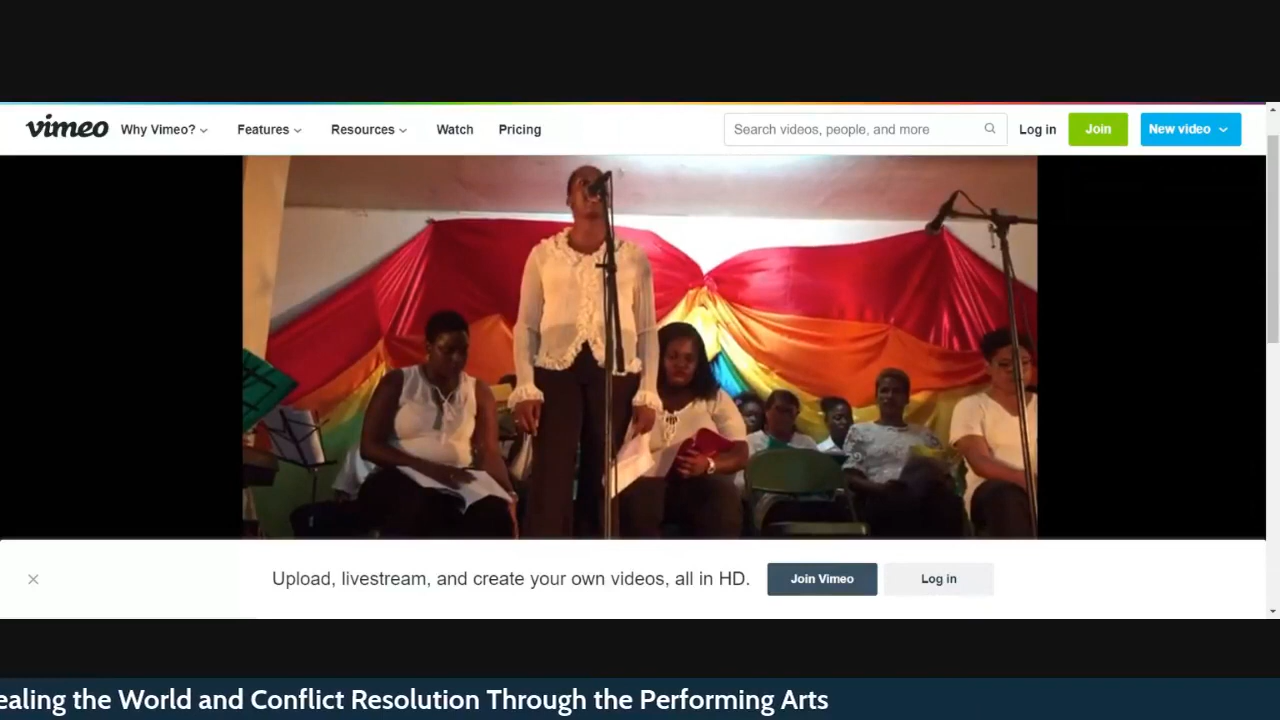 vimeo Why Vimeo? Features Resources Watch Pricing Search videos, people, and more Log in Join New video
Upload, livestream, and create your own videos, all in HD. Join Vimeo Log in
ealing the World and Conflict Resolution Through the Performing Arts